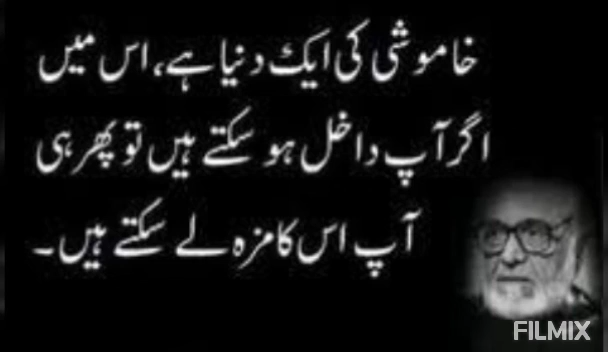 خاموشی کی ایک دنیا ہے، اس میں
اگر آپ داخل ہو سکتے ہیں تو پھر ہی
آپ اس کا مزہ لے سکتے ہیں۔
FILMIX